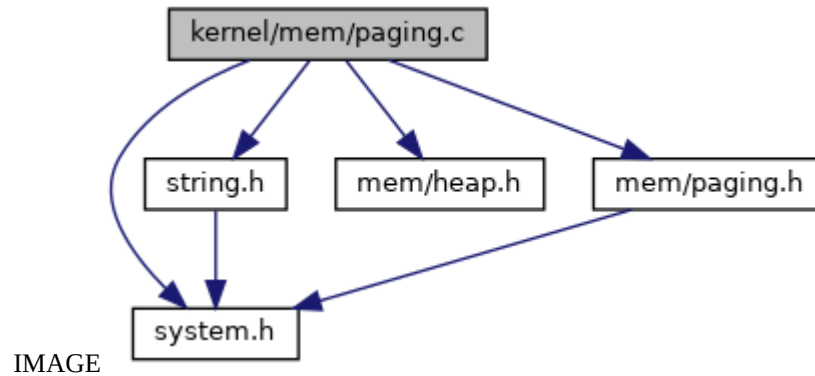 kernel/mem/paging.c
string.h
mem/heap.h
mem/paging.h
system.h
IMAGE